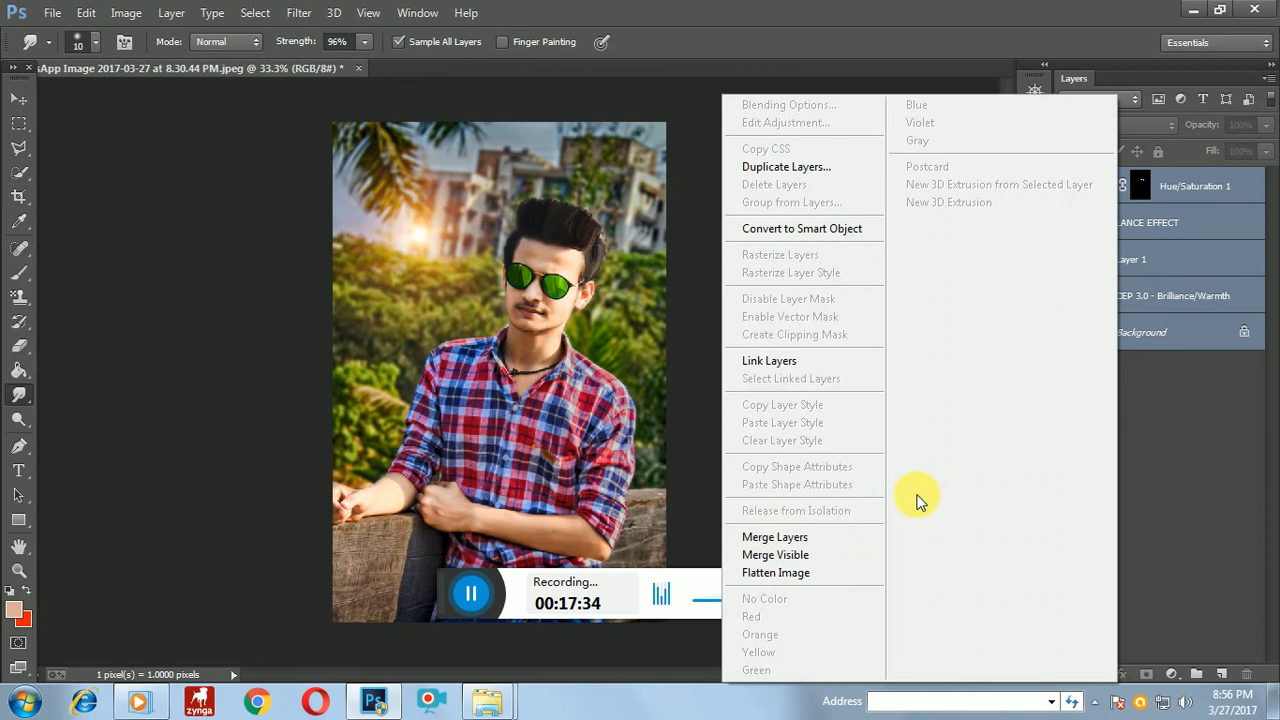 Ps File Edit Image Layer Type Select Filter 3D View Window Help
10 Mode: Normal Strength: 96% Sample All Layers Finger Painting Essentials
sApp Image 2017-03-27 at 8.30.44 PM.jpeg @ 33.3% (RGB/8#) * Layers
Opacity: 100%
Fill: 100%
Hue/Saturation 1
LANCE EFFECT
ayer 1
CEP 3.0 - Brilliance/Warmth
Background
Blending Options...
Edit Adjustment...
Copy CSS
Duplicate Layers...
Delete Layers
Group from Layers...
Convert to Smart Object
Rasterize Layers
Rasterize Layer Style
Disable Layer Mask
Enable Vector Mask
Create Clipping Mask
Link Layers
Select Linked Layers
Copy Layer Style
Paste Layer Style
Clear Layer Style
Copy Shape Attributes
Paste Shape Attributes
Release from Isolation
Merge Layers
Merge Visible
Flatten Image
No Color
Red
Orange
Yellow
Green
Blue
Violet
Gray
Postcard
New 3D Extrusion from Selected Layer
New 3D Extrusion
Recording...
00:17:34
1 pixel(s) = 1.0000 pixels
zynga Ps Address 8:56 PM
3/27/2017